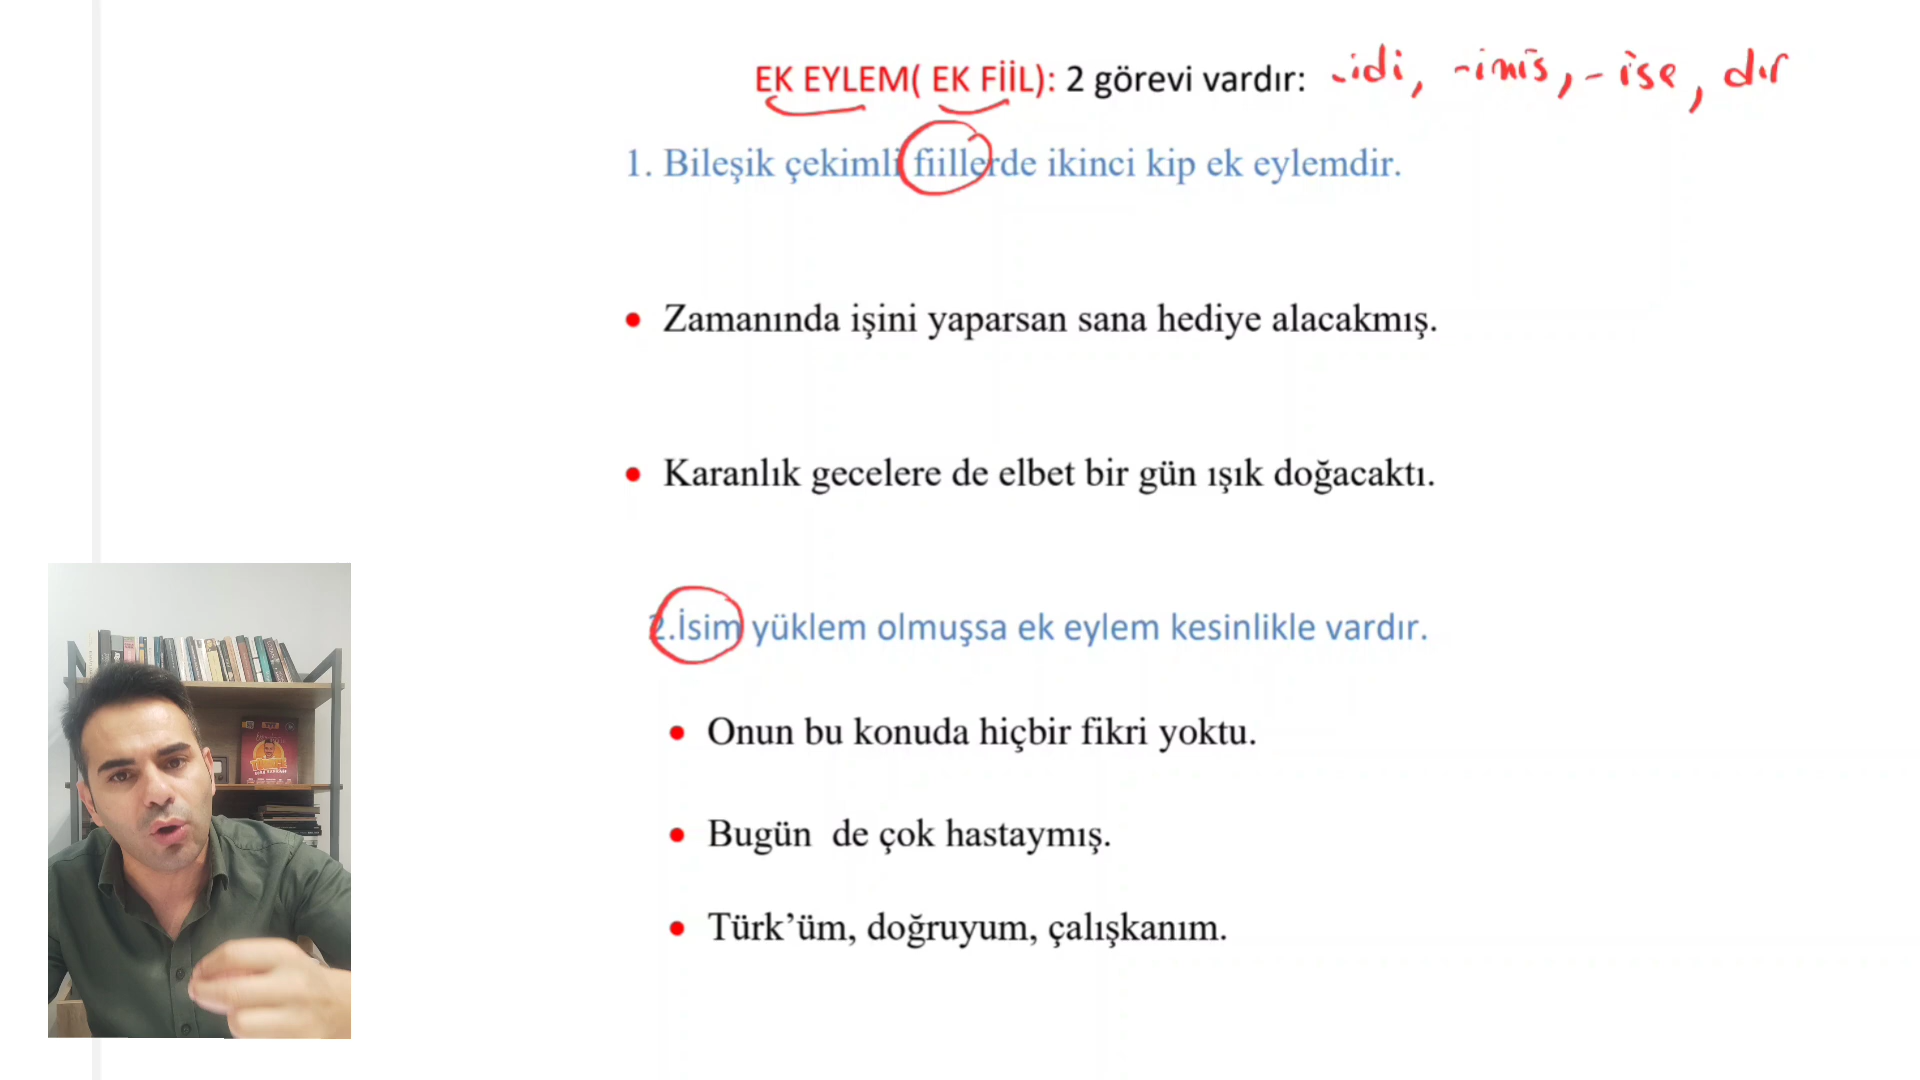 EK EYLEM( EK FİİL): 2 görevi vardır: -idi, -imiş, -ise, dır
1. Bileşik çekimli fiillerde ikinci kip ek eylemdir.
• Zamanında işini yaparsan sana hediye alacakmış.
• Karanlık gecelere de elbet bir gün ışık doğacaktı.
2.İsim yüklem olmuşsa ek eylem kesinlikle vardır.
• Onun bu konuda hiçbir fikri yoktu.
• Bugün  de çok hastaymış.
• Türk’üm, doğruyum, çalışkanım.